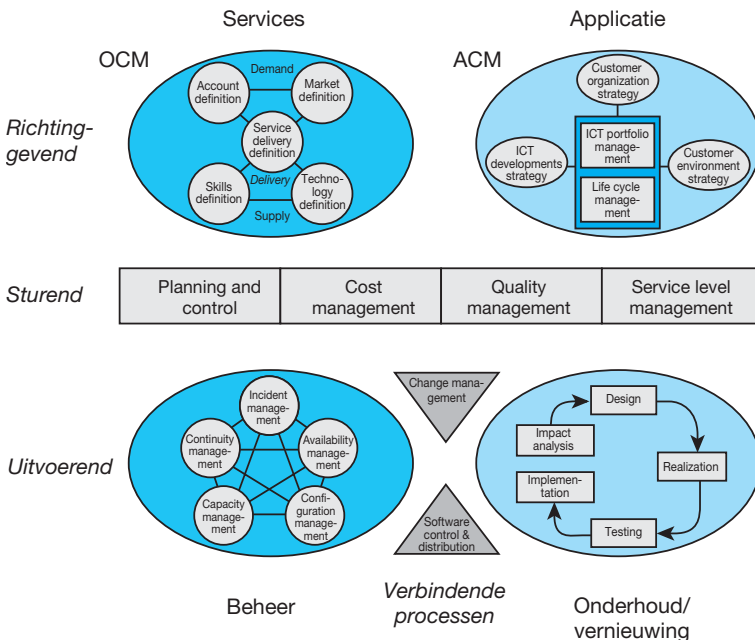 Services
Applicatie
OCM
ACM
Richting-
gevend
Account
definition
Demand
Market
definition
Service
delivery
definition
Skills
definition
Delivery
Supply
Techno-
logy
definition
Customer
organization
strategy
ICT portfolio
manage-
ment
ICT
developments
strategy
Customer
environment
strategy
Life cycle
manage-
ment
Sturend
Planning and
control
Cost
management
Quality
management
Service level
management
Uitvoerend
Incident
manage-
ment
Continuity
manage-
ment
Availability
manage-
ment
Capacity
manage-
ment
Confi-
guration
manage-
ment
Change mana-
gement
Software
control &
distribution
Design
Impact
analysis
Realization
Implemen-
tation
Testing
Beheer
Verbindende
processen
Onderhoud/
vernieuwing